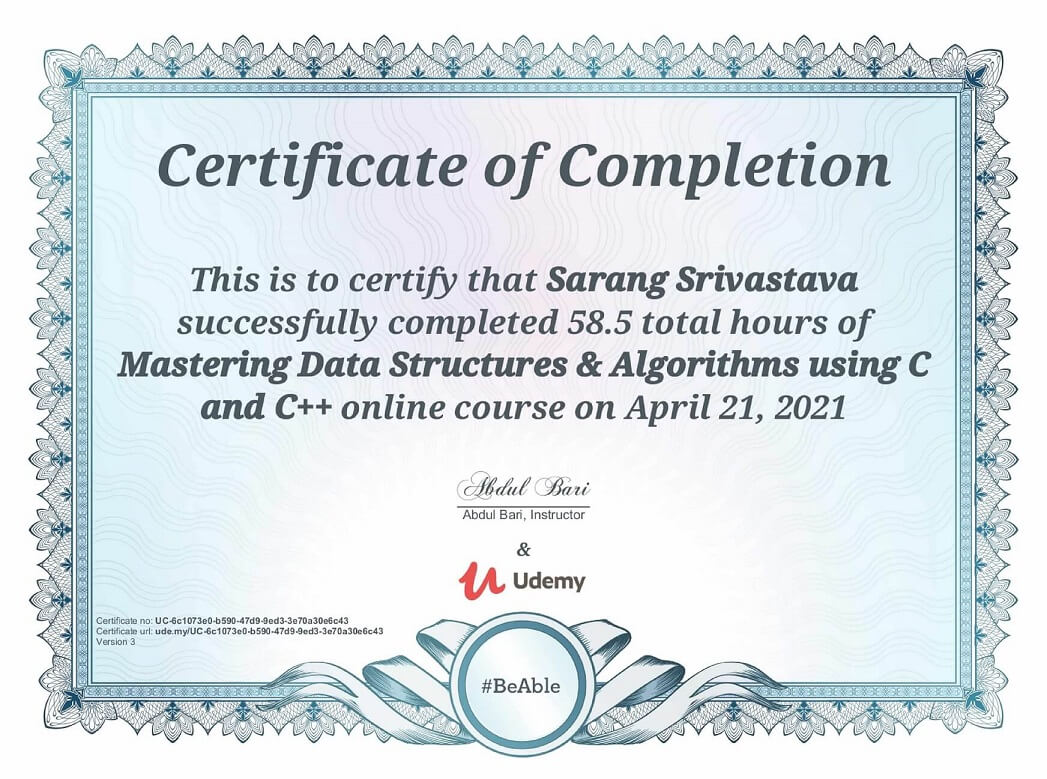 Certificate of Completion
This is to certify that Sarang Srivastava
successfully completed 58.5 total hours of
Mastering Data Structures & Algorithms using C
and C++ online course on April 21, 2021
Abdul Bari
Abdul Bari, Instructor
&
Udemy
Certificate no: UC-6c1073e0-b590-47d9-9ed3-3e70a30e6c43
Certificate url: ude.my/UC-6c1073e0-b590-47d9-9ed3-3e70a30e6c43
Version 3
#BeAble